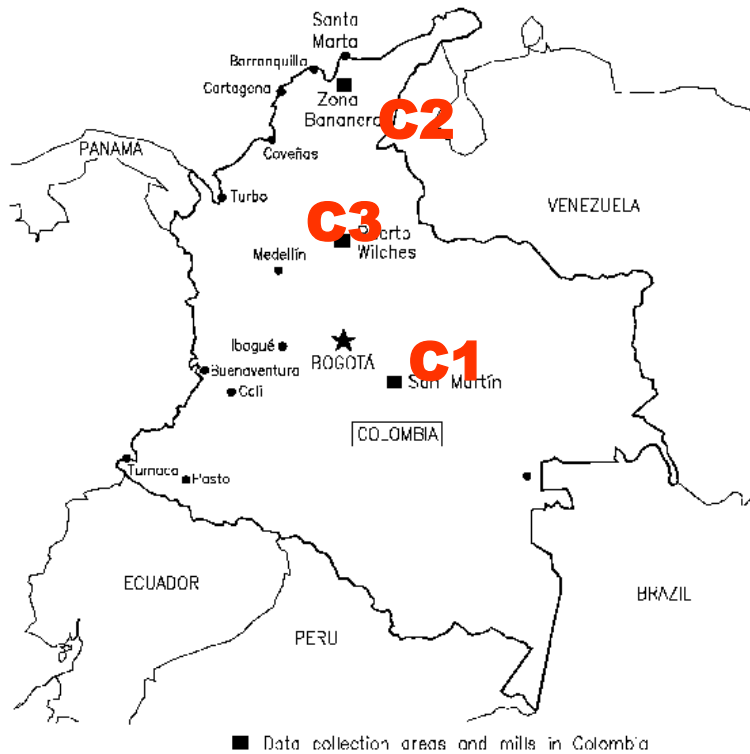 Santa
Marta
Barranquilla
Cartagena
Zona
Bananera
C2
Coveñas
PANAMÁ
Turbo
VENEZUELA
C3
Puerto
Wilches
Medellín
Ibagué
BOGOTÁ
C1
Buenaventura
San Martín
Cali
COLOMBIA
Tumaco
Pasto
ECUADOR
BRAZIL
PERU
Data collection areas and mills in Colombia